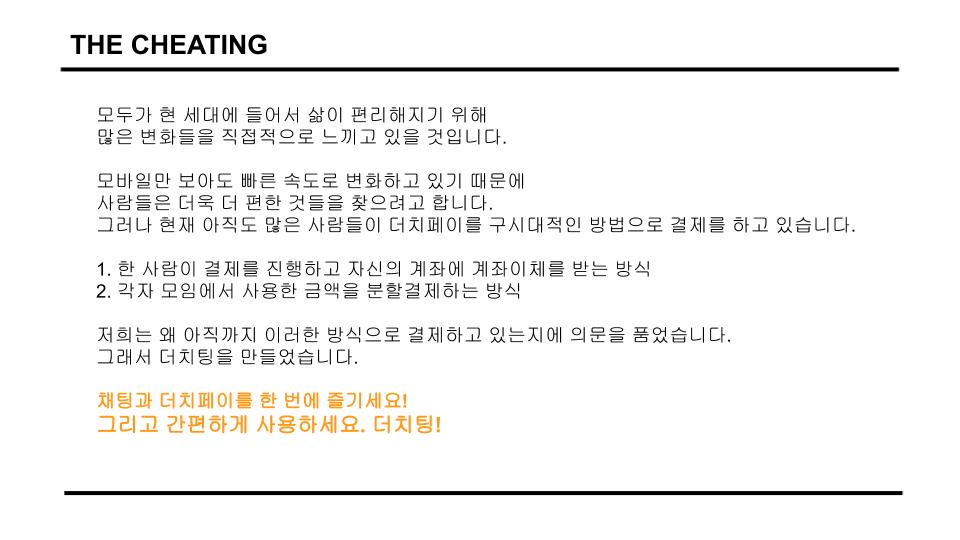 THE CHEATING
모두가 현 세대에 들어서 삶이 편리해지기 위해
많은 변화들을 직접적으로 느끼고 있을 것입니다.
모바일만 보아도 빠른 속도로 변화하고 있기 때문에
사람들은 더욱 더 편한 것들을 찾으려고 합니다.
그러나 현재 아직도 많은 사람들이 더치페이를 구시대적인 방법으로 결제를 하고 있습니다.
1. 한 사람이 결제를 진행하고 자신의 계좌에 계좌이체를 받는 방식
2. 각자 모임에서 사용한 금액을 분할결제하는 방식
저희는 왜 아직까지 이러한 방식으로 결제하고 있는지에 의문을 품었습니다.
그래서 더치팅을 만들었습니다.
채팅과 더치페이를 한 번에 즐기세요!
그리고 간편하게 사용하세요. 더치팅!